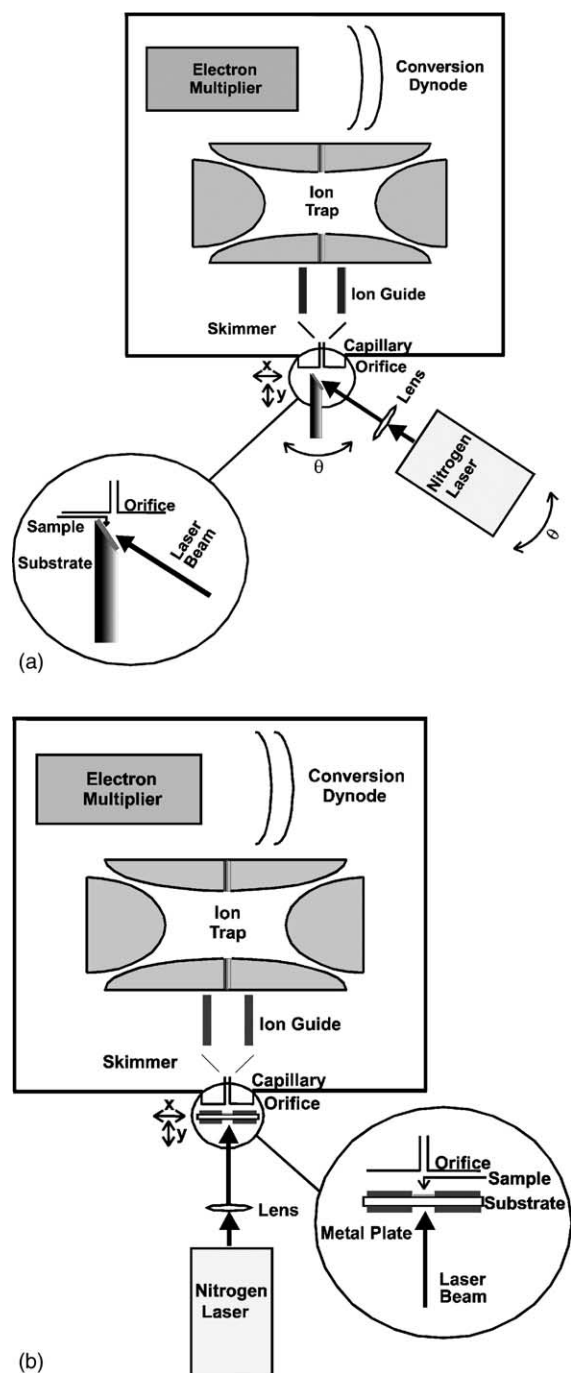 Electron
Multiplier
Conversion
Dynode
Ion
Trap
Ion Guide
Skimmer
Capillary
Orifice
x
y
Lens
θ
Nitrogen
Laser
θ
Orifice
Sample
Substrate
Laser
Beam
(a)
Electron
Multiplier
Conversion
Dynode
Ion
Trap
Ion Guide
Skimmer
Capillary
Orifice
x
y
Lens
Nitrogen
Laser
Orifice
Sample
Substrate
Metal Plate
Laser
Beam
(b)